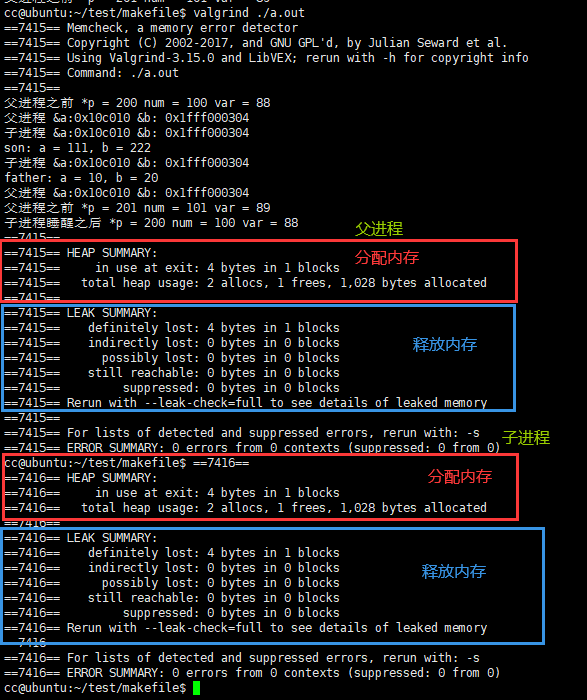 cc@ubuntu:~/test/makefile$ valgrind ./a.out
==7415== Memcheck, a memory error detector
==7415== Copyright (C) 2002-2017, and GNU GPL'd, by Julian Seward et al.
==7415== Using Valgrind-3.15.0 and LibVEX; rerun with -h for copyright info
==7415== Command: ./a.out
==7415==
父进程之前 *p = 200 num = 100 var = 88
父进程 &a:0x10c010 &b: 0x1fff000304
子进程 &a:0x10c010 &b: 0x1fff000304
son: a = 111, b = 222
子进程 &a:0x10c010 &b: 0x1fff000304
father: a = 10, b = 20
父进程 &a:0x10c010 &b: 0x1fff000304
父进程之前 *p = 201 num = 101 var = 89
子进程睡醒之后 *p = 200 num = 100 var = 88
父进程
==7415==
==7415== HEAP SUMMARY:
分配内存
==7415==     in use at exit: 4 bytes in 1 blocks
==7415==   total heap usage: 2 allocs, 1 frees, 1,028 bytes allocated
==7415==
==7415== LEAK SUMMARY:
==7415==    definitely lost: 4 bytes in 1 blocks
==7415==    indirectly lost: 0 bytes in 0 blocks
释放内存
==7415==      possibly lost: 0 bytes in 0 blocks
==7415==    still reachable: 0 bytes in 0 blocks
==7415==         suppressed: 0 bytes in 0 blocks
==7415== Rerun with --leak-check=full to see details of leaked memory
==7415==
==7415== For lists of detected and suppressed errors, rerun with: -s
子进程
==7415== ERROR SUMMARY: 0 errors from 0 contexts (suppressed: 0 from 0)
cc@ubuntu:~/test/makefile$ ==7416==
==7416== HEAP SUMMARY:
分配内存
==7416==     in use at exit: 4 bytes in 1 blocks
==7416==   total heap usage: 2 allocs, 1 frees, 1,028 bytes allocated
==7416==
==7416== LEAK SUMMARY:
==7416==    definitely lost: 4 bytes in 1 blocks
==7416==    indirectly lost: 0 bytes in 0 blocks
释放内存
==7416==      possibly lost: 0 bytes in 0 blocks
==7416==    still reachable: 0 bytes in 0 blocks
==7416==         suppressed: 0 bytes in 0 blocks
==7416== Rerun with --leak-check=full to see details of leaked memory
==7416==
==7416== For lists of detected and suppressed errors, rerun with: -s
==7416== ERROR SUMMARY: 0 errors from 0 contexts (suppressed: 0 from 0)
cc@ubuntu:~/test/makefile$